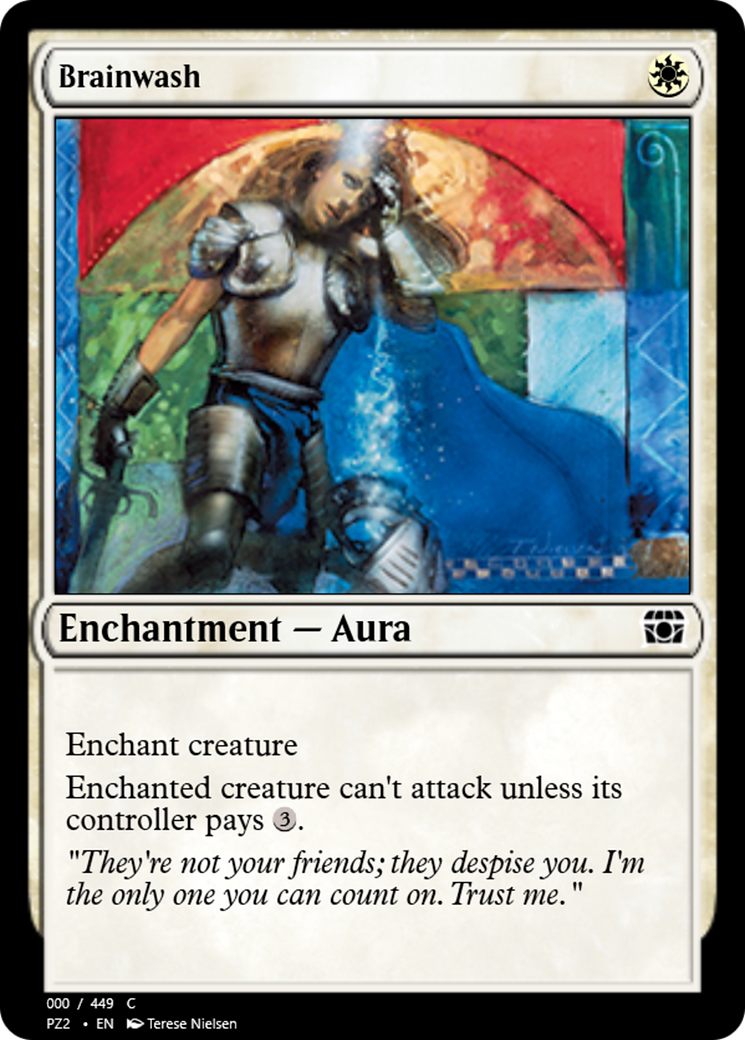 Brainwash
T. Nielsen
Enchantment — Aura
Enchant creature
Enchanted creature can't attack unless its
controller pays 3.
"They're not your friends; they despise you. I'm
the only one you can count on. Trust me."
000 / 449 C
PZ2 • EN Terese Nielsen